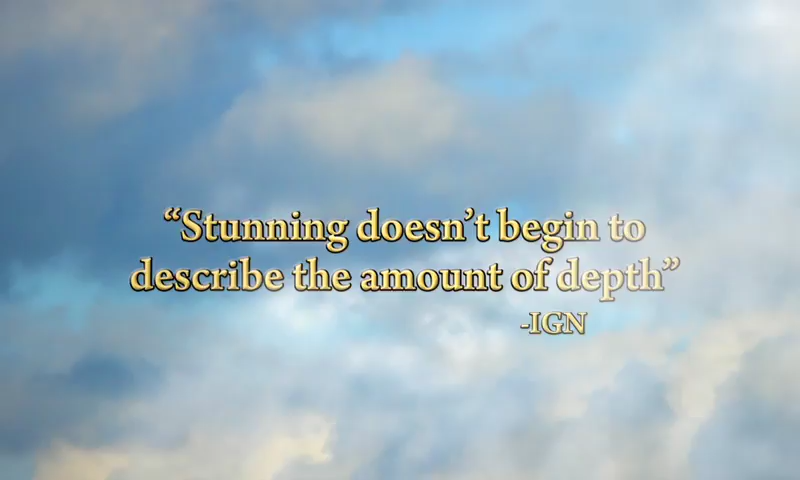 “Stunning doesn’t begin to
describe the amount of depth”
-IGN